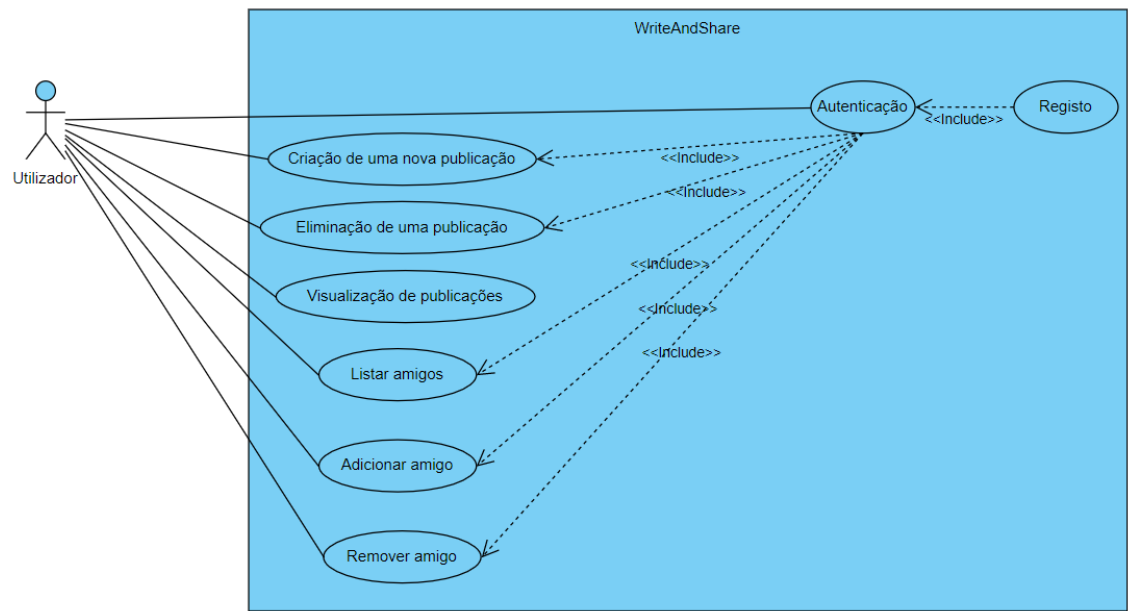 WriteAndShare
Autenticação
Registo
<<Include>>
Utilizador
Criação de uma nova publicação
<<Include>>
<<Include>>
Eliminação de uma publicação
<<Include>>
Visualização de publicações
<<Include>>
<<Include>>
Listar amigos
Adicionar amigo
Remover amigo